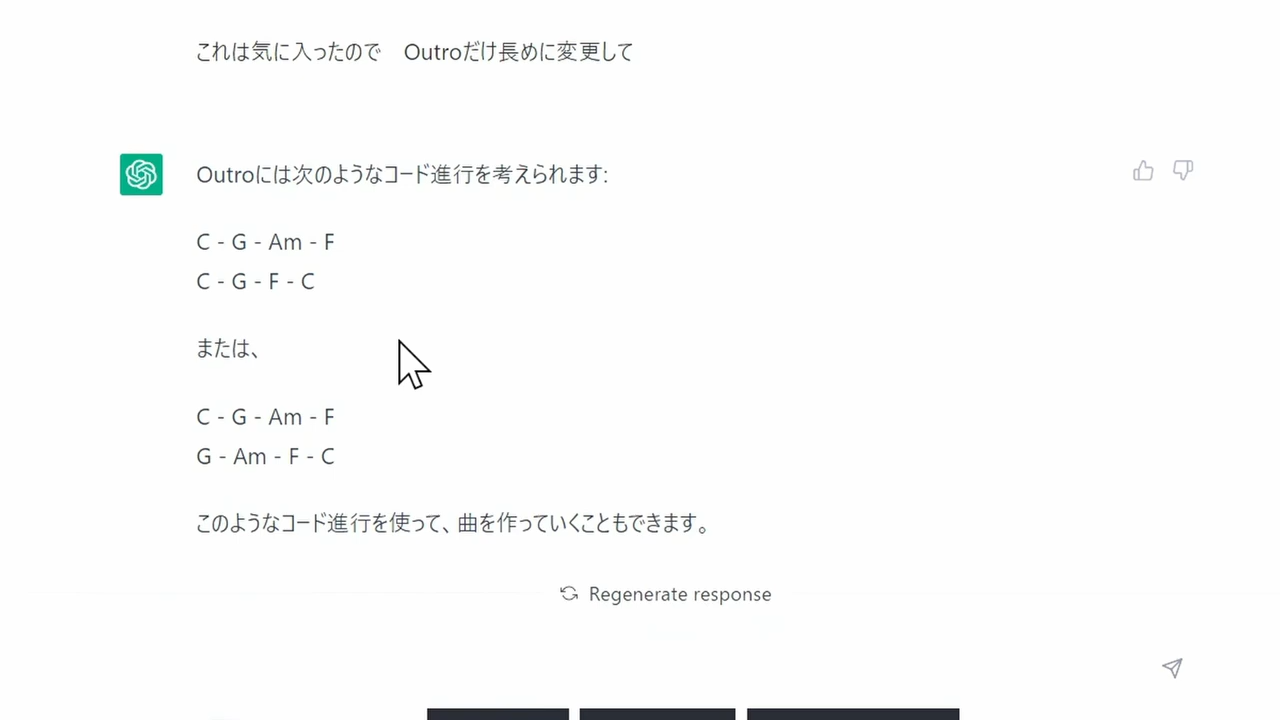 これは気に入ったので　Outroだけ長めに変更して
Outroには次のようなコード進行を考えられます:
C - G - Am - F
C - G - F - C
または、
C - G - Am - F
G - Am - F - C
このようなコード進行を使って、曲を作っていくこともできます。
Regenerate response